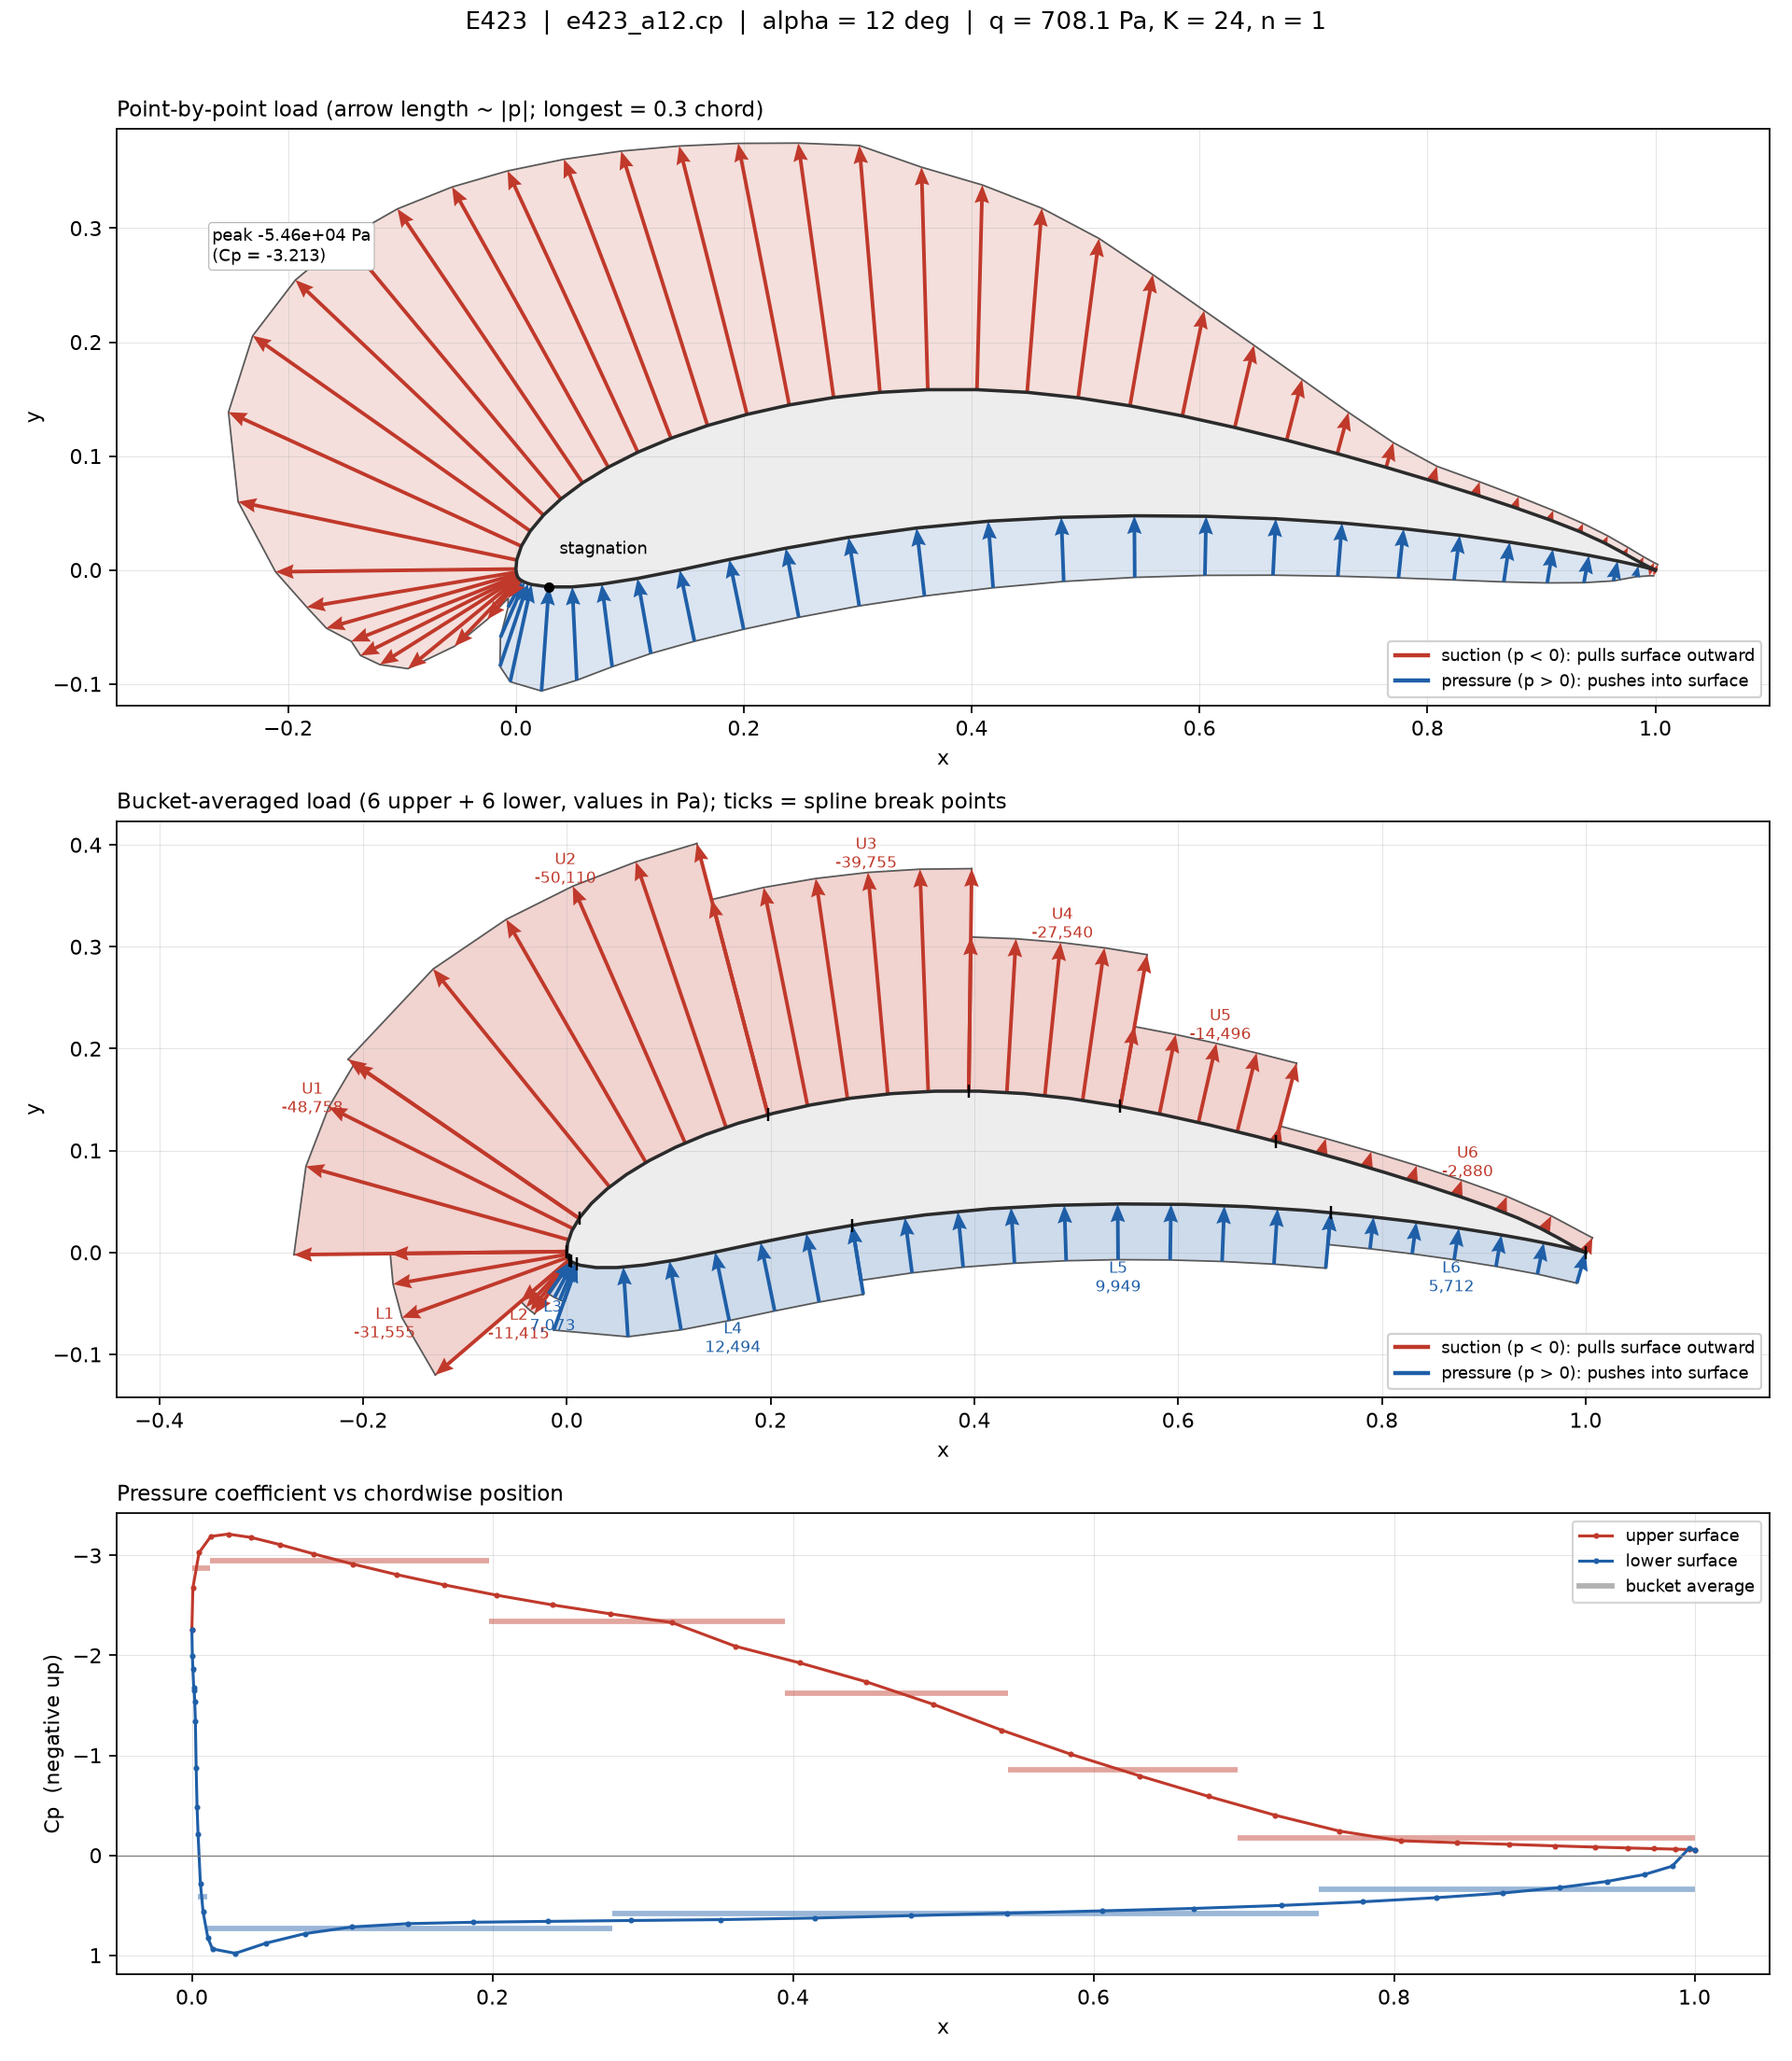 E423 | e423_a12.cp | alpha = 12 deg | q = 708.1 Pa, K = 24, n = 1
Point-by-point load (arrow length ~ |p|; longest = 0.3 chord)
y
0.3
0.2
0.1
0.0
−0.1
peak -5.46e+04 Pa
(Cp = -3.213)
stagnation
suction (p < 0): pulls surface outward
pressure (p > 0): pushes into surface
−0.2 0.0 0.2 0.4 0.6 0.8 1.0
x
Bucket-averaged load (6 upper + 6 lower, values in Pa); ticks = spline break points
y
0.4
0.3
0.2
0.1
0.0
−0.1
U1
-48,758
U2
-50,110
U3
-39,755
U4
-27,540
U5
-14,496
U6
-2,880
L1
-31,555
L2
-11,415
L3
7,073
L4
12,494
L5
9,949
L6
5,712
suction (p < 0): pulls surface outward
pressure (p > 0): pushes into surface
−0.4 −0.2 0.0 0.2 0.4 0.6 0.8 1.0
x
Pressure coefficient vs chordwise position
Cp (negative up)
−3
−2
−1
0
1
upper surface
lower surface
bucket average
0.0 0.2 0.4 0.6 0.8 1.0
x